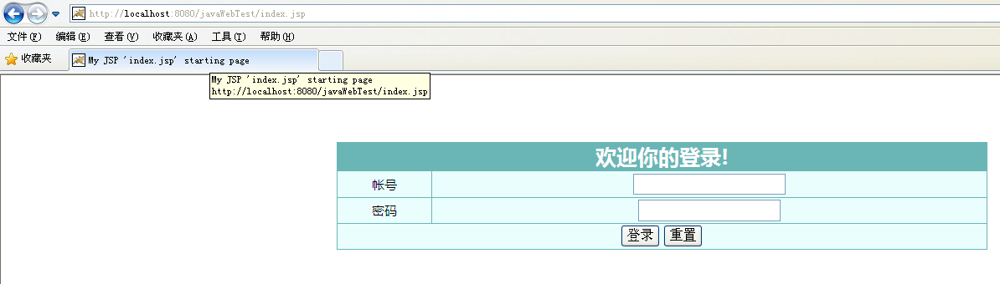 http://localhost:8080/javaWebTest/index.jsp
文件(F) 编辑(E) 查看(V) 收藏夹(A) 工具(T) 帮助(H)
收藏夹 My JSP 'index.jsp' starting page
My JSP 'index.jsp' starting page
http://localhost:8080/javaWebTest/index.jsp
欢迎你的登录!
帐号
密码
登录 重置